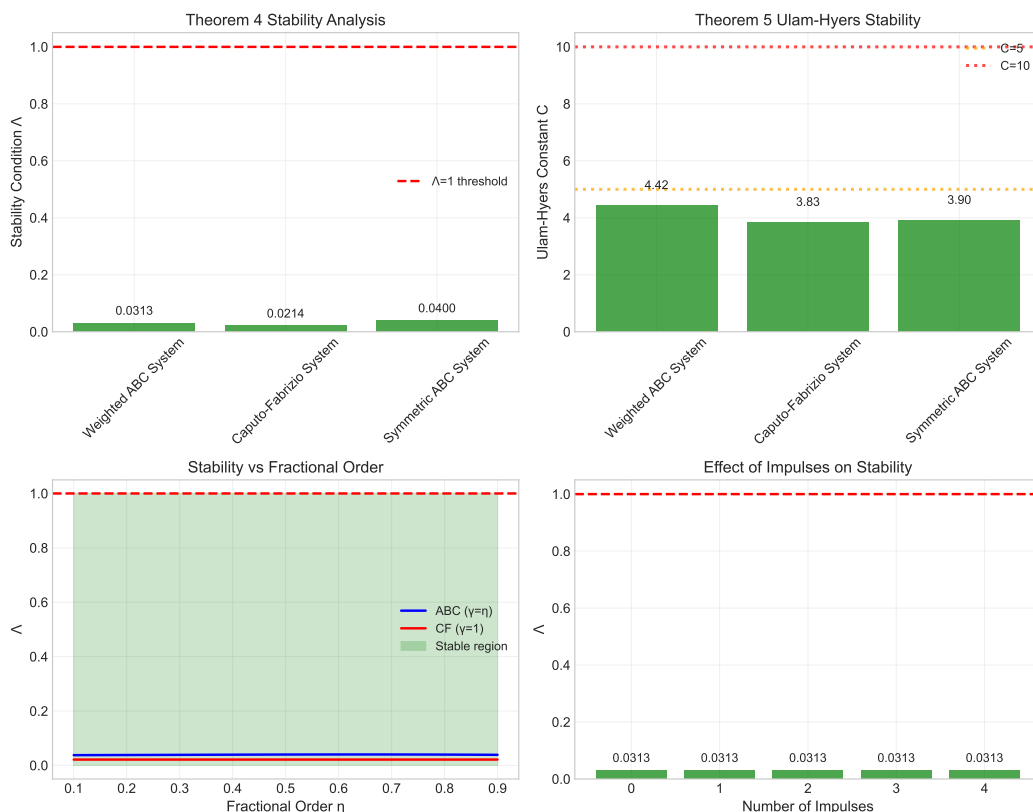 Theorem 4 Stability Analysis
1.0
0.8
0.6
0.4
0.2
0.0
Stability Condition Λ
Λ=1 threshold
0.0313
0.0214
0.0400
Weighted ABC System
Caputo-Fabrizio System
Symmetric ABC System
Theorem 5 Ulam-Hyers Stability
10
8
6
4
2
0
Ulam-Hyers Constant C
C=5
C=10
4.42
3.83
3.90
Weighted ABC System
Caputo-Fabrizio System
Symmetric ABC System
Stability vs Fractional Order
1.0
0.8
0.6
0.4
0.2
0.0
Λ
ABC (γ=η)
CF (γ=1)
Stable region
0.1 0.2 0.3 0.4 0.5 0.6 0.7 0.8 0.9
Fractional Order η
Effect of Impulses on Stability
1.0
0.8
0.6
0.4
0.2
0.0
Λ
0.0313 0.0313 0.0313 0.0313 0.0313
0 1 2 3 4
Number of Impulses